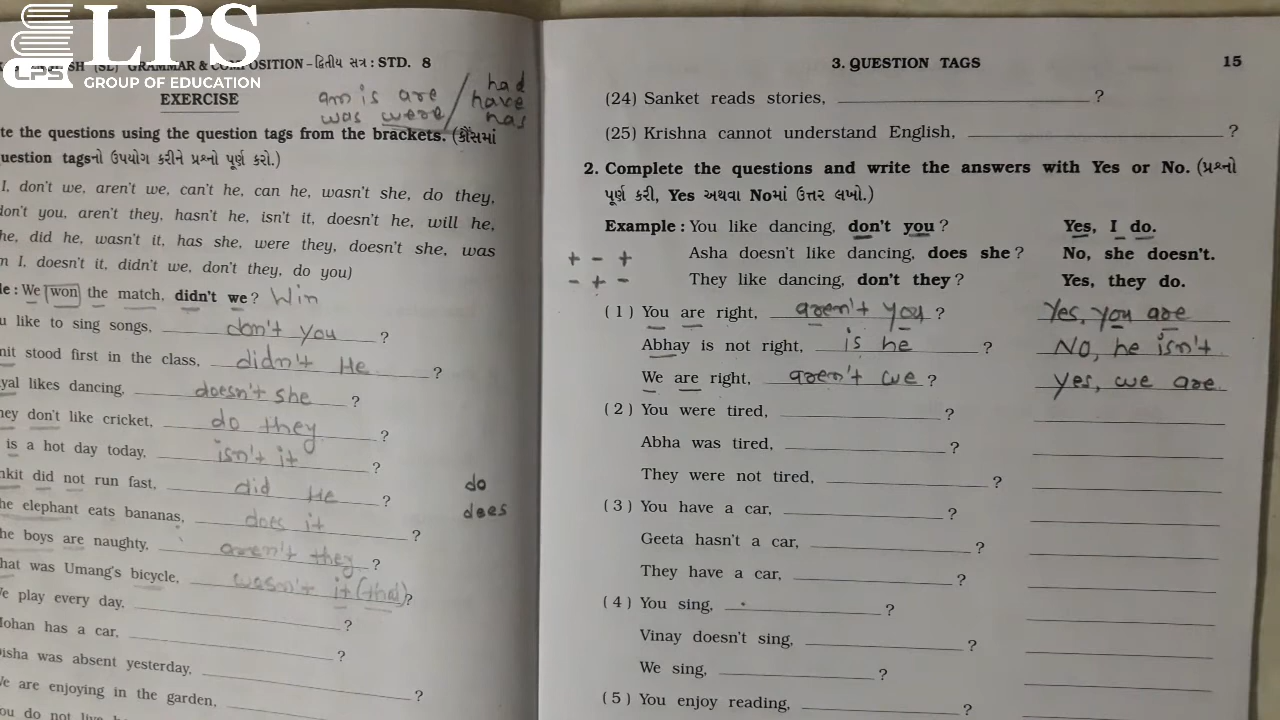 LPS
LPS
GROUP OF EDUCATION
(SL) GRAMMAR & COMPOSITION – દ્વિતીય સત્ર : STD. 8
EXERCISE
am is are / had
was were / have
has
te the questions using the question tags from the brackets. (કૌંસમાં
uestion tagsનો ઉપયોગ કરીને પ્રશ્નો પૂર્ણ કરો.)
I, don't we, aren't we, can't he, can he, wasn't she, do they,
don't you, aren't they, hasn't he, isn't it, doesn't he, will he,
he, did he, wasn't it, has she, were they, doesn't she, was
n I, doesn't it, didn't we, don't they, do you)
le : We won the match, didn't we? Win
u like to sing songs, don't you ?
nit stood first in the class, didn't He ?
yal likes dancing, doesn't she ?
hey don't like cricket, do they ?
is a hot day today, isn't it ?
nkit did not run fast, did He ?
do
does
he elephant eats bananas, does it ?
he boys are naughty, aren't they ?
hat was Umang's bicycle, wasn't it (that) ?
e play every day, ?
ohan has a car, ?
isha was absent yesterday, ?
e are enjoying in the garden, ?
ou do not live
3. QUESTION TAGS 15
(24) Sanket reads stories, ?
(25) Krishna cannot understand English, ?
2. Complete the questions and write the answers with Yes or No. (પ્રશ્નો
પૂર્ણ કરી, Yes અથવા Noમાં ઉત્તર લખો.)
Example : You like dancing, don't you ? Yes, I do.
+ - + Asha doesn't like dancing, does she ? No, she doesn't.
- + - They like dancing, don't they ? Yes, they do.
(1) You are right, aren't you ? Yes, you are
Abhay is not right, is he ? No, he isn't
We are right, aren't we ? Yes, we are
(2) You were tired, ?
Abha was tired, ?
They were not tired, ?
(3) You have a car, ?
Geeta hasn't a car, ?
They have a car, ?
(4) You sing, ?
Vinay doesn't sing, ?
We sing, ?
(5) You enjoy reading, ?